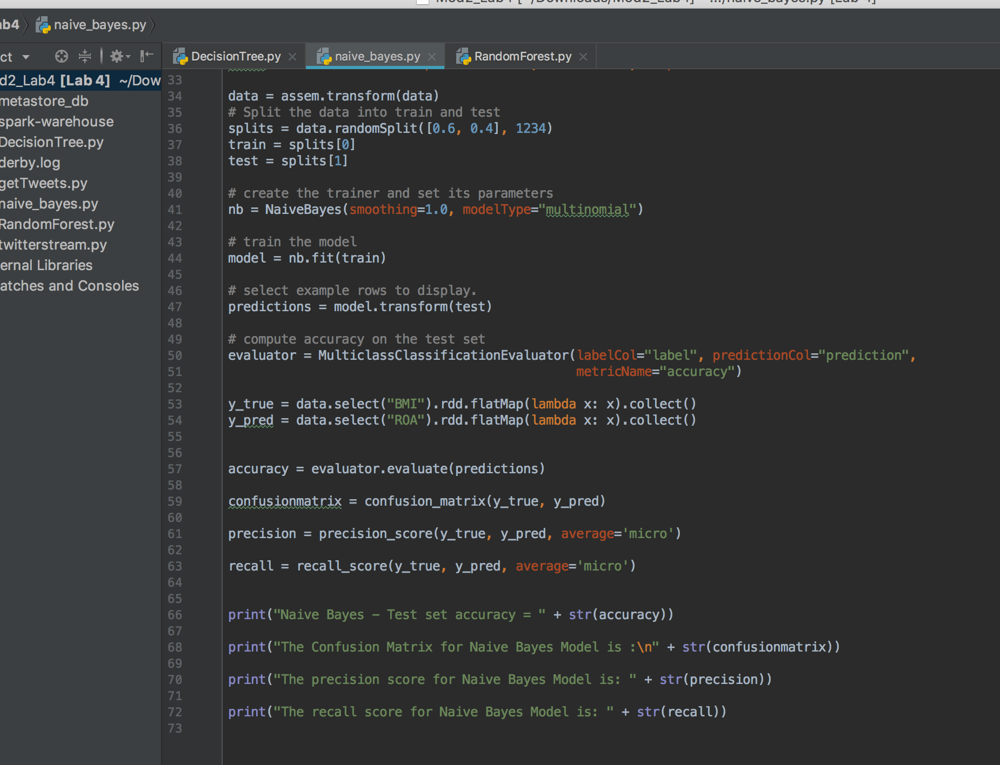 Mod2_Lab4 [~/Downloads/Mod2_Lab4] - .../naive_bayes.py [Lab 4]
ab4 naive_bayes.py
ct
DecisionTree.py naive_bayes.py RandomForest.py
d2_Lab4 [Lab 4] ~/Dow
metastore_db
spark-warehouse
DecisionTree.py
derby.log
getTweets.py
naive_bayes.py
RandomForest.py
twitterstream.py
ernal Libraries
atches and Consoles
33
34 data = assem.transform(data)
35 # Split the data into train and test
36 splits = data.randomSplit([0.6, 0.4], 1234)
37 train = splits[0]
38 test = splits[1]
39
40 # create the trainer and set its parameters
41 nb = NaiveBayes(smoothing=1.0, modelType="multinomial")
42
43 # train the model
44 model = nb.fit(train)
45
46 # select example rows to display.
47 predictions = model.transform(test)
48
49 # compute accuracy on the test set
50 evaluator = MulticlassClassificationEvaluator(labelCol="label", predictionCol="prediction",
51 metricName="accuracy")
52
53 y_true = data.select("BMI").rdd.flatMap(lambda x: x).collect()
54 y_pred = data.select("ROA").rdd.flatMap(lambda x: x).collect()
55
56
57 accuracy = evaluator.evaluate(predictions)
58
59 confusionmatrix = confusion_matrix(y_true, y_pred)
60
61 precision = precision_score(y_true, y_pred, average='micro')
62
63 recall = recall_score(y_true, y_pred, average='micro')
64
65
66 print("Naive Bayes - Test set accuracy = " + str(accuracy))
67
68 print("The Confusion Matrix for Naive Bayes Model is :\n" + str(confusionmatrix))
69
70 print("The precision score for Naive Bayes Model is: " + str(precision))
71
72 print("The recall score for Naive Bayes Model is: " + str(recall))
73